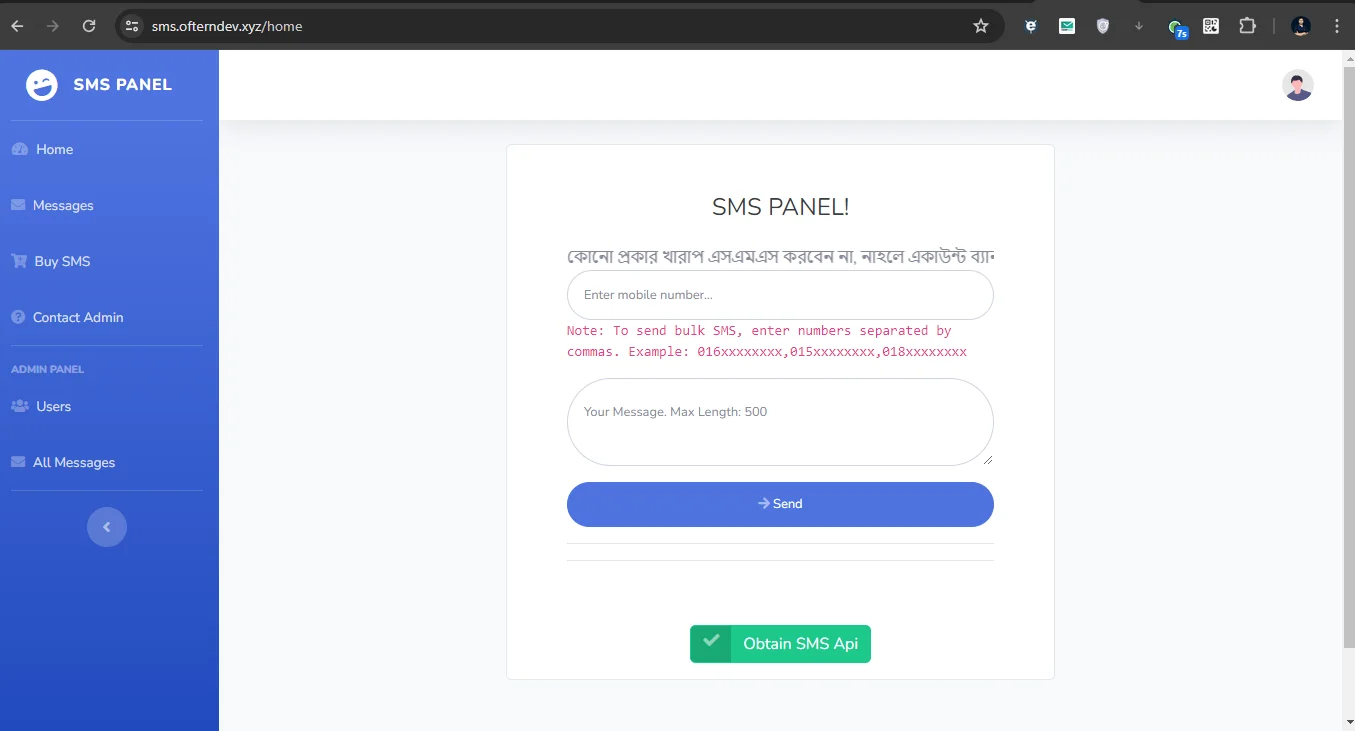 sms.ofterndev.xyz/home
7s
SMS PANEL
Home
Messages
Buy SMS
Contact Admin
ADMIN PANEL
Users
All Messages
SMS PANEL!
কোনো প্রকার খারাপ এসএমএস করবেন না, নাহলে একাউন্ট
Enter mobile number...
Note: To send bulk SMS, enter numbers separated by
commas. Example: 016xxxxxxxx,015xxxxxxxx,018xxxxxxxx
Your Message. Max Length: 500
Send
Obtain SMS Api